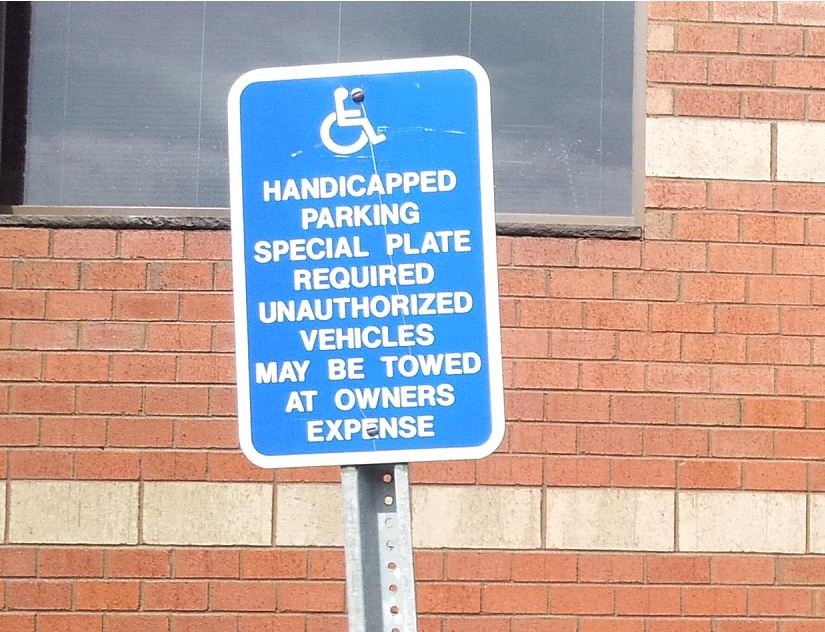 HANDICAPPED
PARKING
SPECIAL PLATE
REQUIRED
UNAUTHORIZED
VEHICLES
MAY BE TOWED
AT OWNERS
EXPENSE